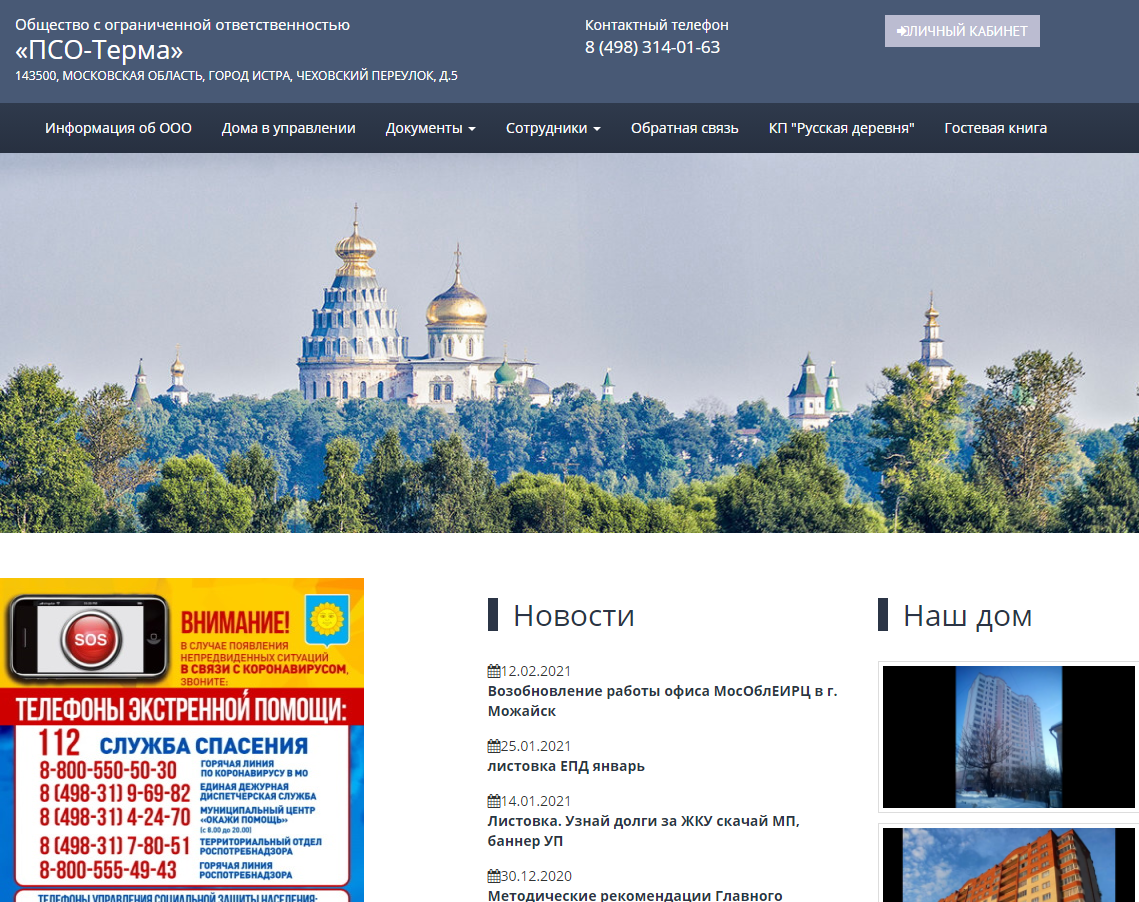 Общество с ограниченной ответственностью
«ПСО-Терма»
143500, МОСКОВСКАЯ ОБЛАСТЬ, ГОРОД ИСТРА, ЧЕХОВСКИЙ ПЕРЕУЛОК, Д.5
Контактный телефон
8 (498) 314-01-63
ЛИЧНЫЙ КАБИНЕТ
Информация об ООО Дома в управлении Документы Сотрудники Обратная связь КП "Русская деревня" Гостевая книга
SOS
ВНИМАНИЕ!
В СЛУЧАЕ ПОЯВЛЕНИЯ
НЕПРЕДВИДЕННЫХ СИТУАЦИЙ
В СВЯЗИ С КОРОНАВИРУСОМ,
ЗВОНИТЕ:
ТЕЛЕФОНЫ ЭКСТРЕННОЙ ПОМОЩИ:
112 СЛУЖБА СПАСЕНИЯ
8-800-550-50-30 ГОРЯЧАЯ ЛИНИЯ
ПО КОРОНАВИРУСУ В МО
8 (498-31) 9-69-82 ЕДИНАЯ ДЕЖУРНАЯ
ДИСПЕТЧЕРСКАЯ СЛУЖБА
8 (498-31) 4-24-70 МУНИЦИПАЛЬНЫЙ ЦЕНТР
«ОКАЖИ ПОМОЩЬ»
(с 8.00 до 20.00)
8 (498-31) 7-80-51 ТЕРРИТОРИАЛЬНЫЙ ОТДЕЛ
РОСПОТРЕБНАДЗОРА
8-800-555-49-43 ГОРЯЧАЯ ЛИНИЯ
РОСПОТРЕБНАДЗОРА
ТЕЛЕФОНЫ УПРАВЛЕНИЯ СОЦИАЛЬНОЙ ЗАЩИТЫ НАСЕЛЕНИЯ:
Новости
12.02.2021
Возобновление работы офиса МосОблЕИРЦ в г.
Можайск
25.01.2021
листовка ЕПД январь
14.01.2021
Листовка. Узнай долги за ЖКУ скачай МП,
баннер УП
30.12.2020
Методические рекомендации Главного
Наш дом